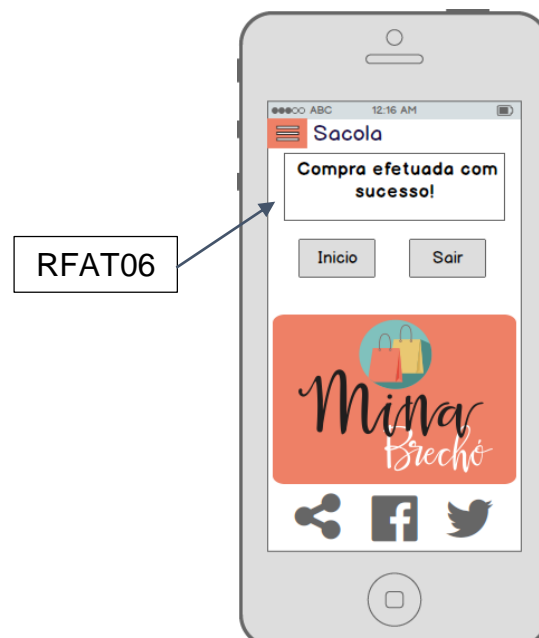 ABC 12:16 AM
Sacola
Compra efetuada com
sucesso!
RFAT06
Inicio Sair
Mina
Brechó